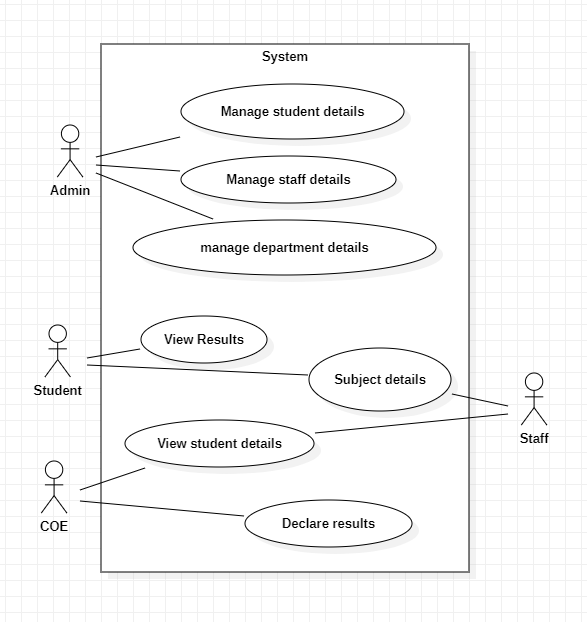 System
Manage student details
Admin
Manage staff details
manage department details
View Results
Student
Subject details
Staff
View student details
COE
Declare results